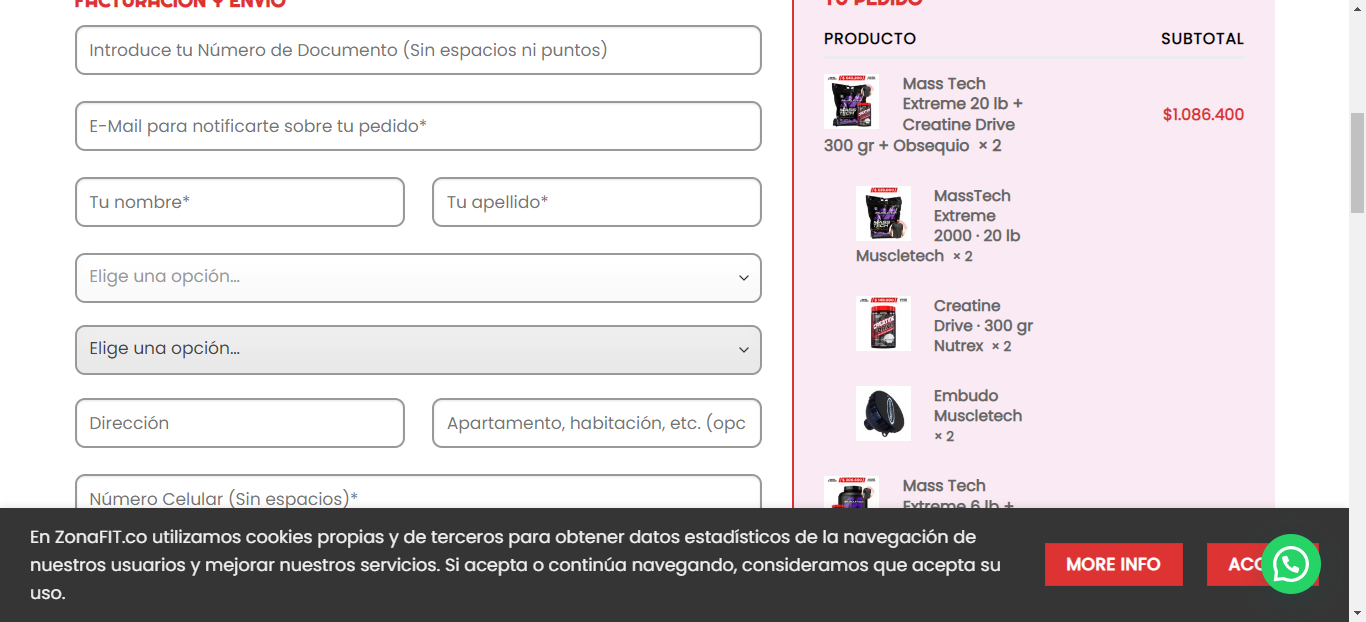 FACTURACIÓN Y ENVÍO
Introduce tu Número de Documento (Sin espacios ni puntos)
E-Mail para notificarte sobre tu pedido*
Tu nombre*
Tu apellido*
Elige una opción...
Elige una opción...
Dirección
Apartamento, habitación, etc. (opc
Número Celular (Sin espacios)*
TU PEDIDO
PRODUCTO
SUBTOTAL
Mass Tech
Extreme 20 lb +
Creatine Drive
300 gr + Obsequio × 2
$1.086.400
MassTech
Extreme
2000 · 20 lb
Muscletech × 2
Creatine
Drive · 300 gr
Nutrex × 2
Embudo
Muscletech
× 2
Mass Tech
Extreme 6 lb +
En ZonaFIT.co utilizamos cookies propias y de terceros para obtener datos estadísticos de la navegación de
nuestros usuarios y mejorar nuestros servicios. Si acepta o continúa navegando, consideramos que acepta su
uso.
MORE INFO
ACC